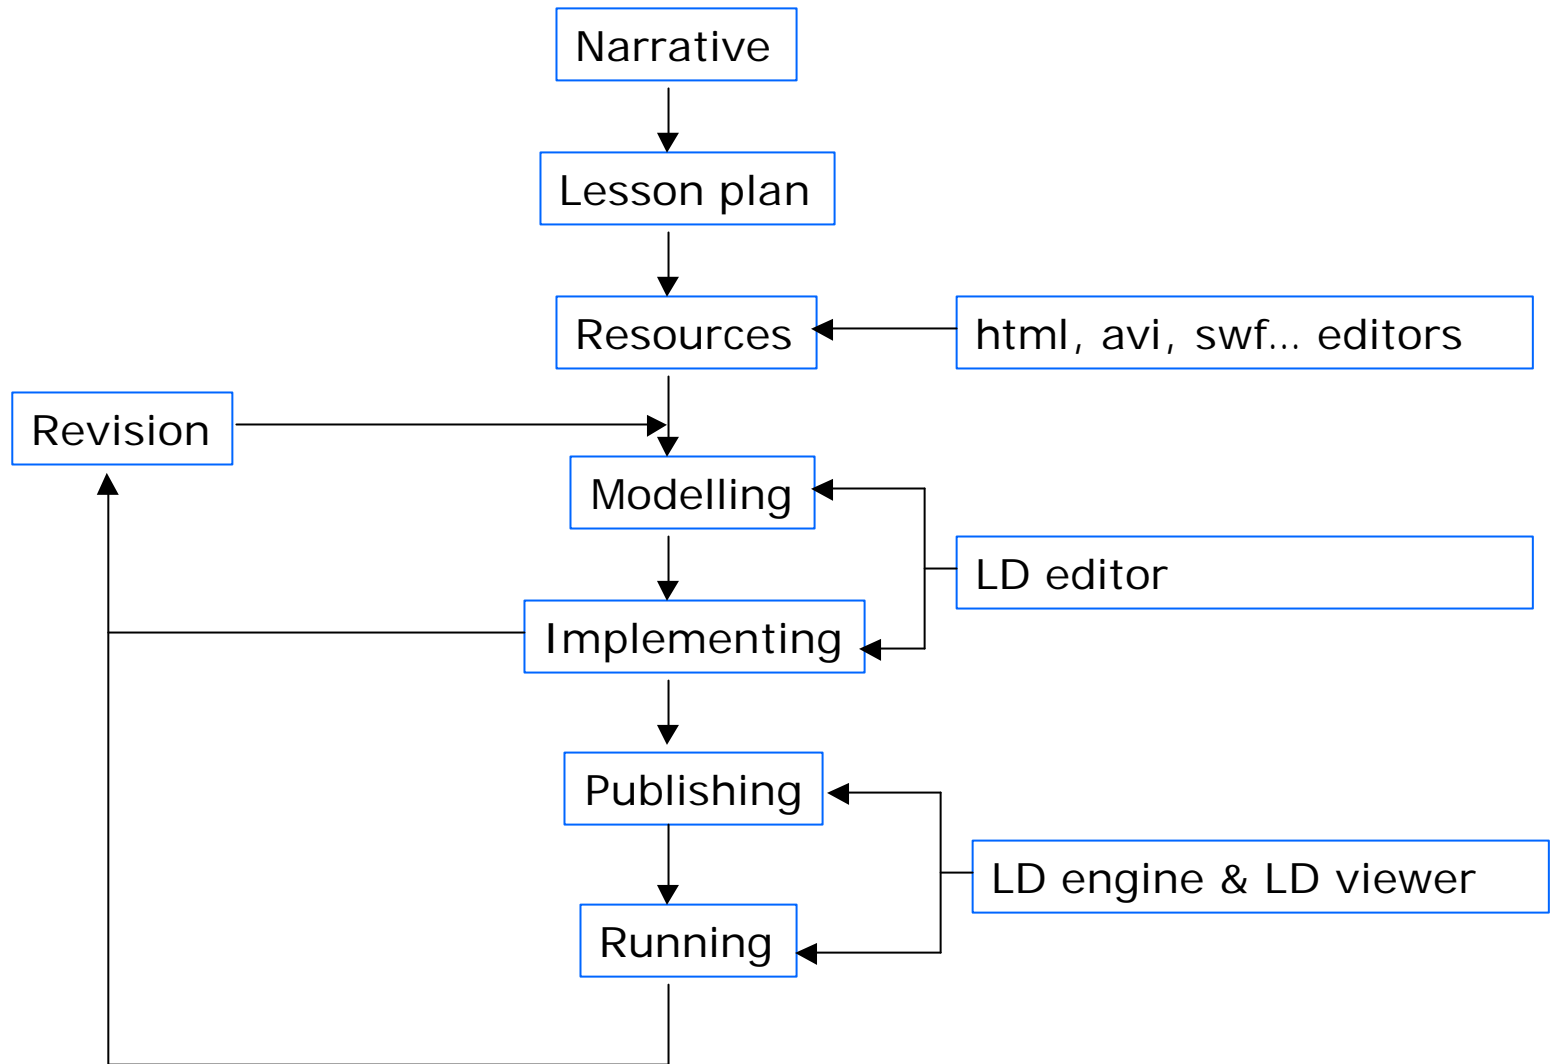 Narrative
Lesson plan
Resources
html, avi, swf... editors
Revision
Modelling
LD editor
Implementing
Publishing
LD engine & LD viewer
Running